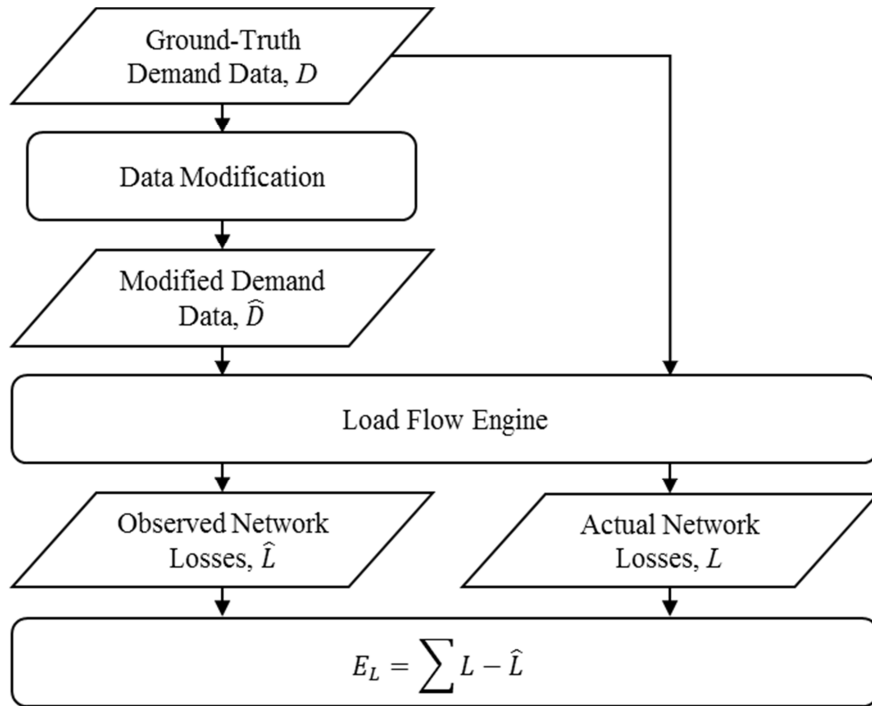 Ground-Truth
Demand Data, D
Data Modification
Modified Demand
Data, D̂
Load Flow Engine
Observed Network
Losses, L̂
Actual Network
Losses, L
E_L = ∑ L − L̂